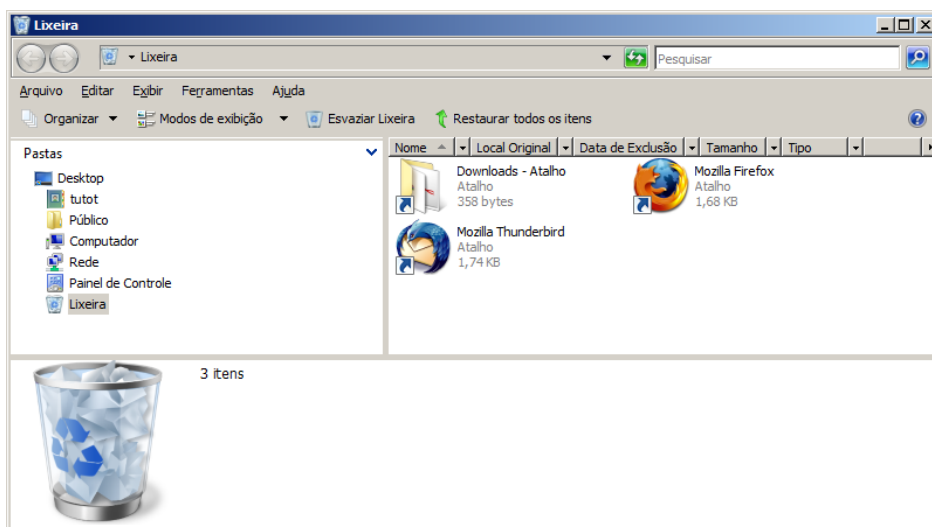 Lixeira
Lixeira
Pesquisar
Arquivo Editar Exibir Ferramentas Ajuda
Organizar Modos de exibição Esvaziar Lixeira Restaurar todos os itens
Pastas
Desktop
tutot
Público
Computador
Rede
Painel de Controle
Lixeira
Nome Local Original Data de Exclusão Tamanho Tipo
Downloads - Atalho
Atalho
358 bytes
Mozilla Firefox
Atalho
1,68 KB
Mozilla Thunderbird
Atalho
1,74 KB
3 itens